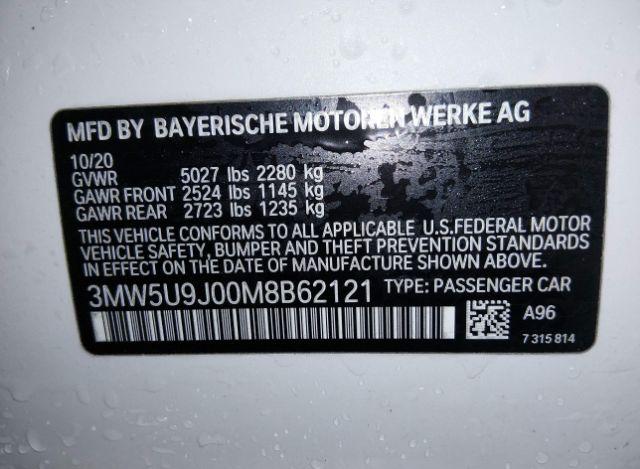 MFD BY BAYERISCHE MOTOREN WERKE AG
10/20
GVWR 5027 lbs 2280 kg
GAWR FRONT 2524 lbs 1145 kg
GAWR REAR 2723 lbs 1235 kg
THIS VEHICLE CONFORMS TO ALL APPLICABLE U.S.FEDERAL MOTOR
VEHICLE SAFETY, BUMPER AND THEFT PREVENTION STANDARDS
IN EFFECT ON THE DATE OF MANUFACTURE SHOWN ABOVE.
3MW5U9J00M8B62121 TYPE: PASSENGER CAR
A96
7 315 814